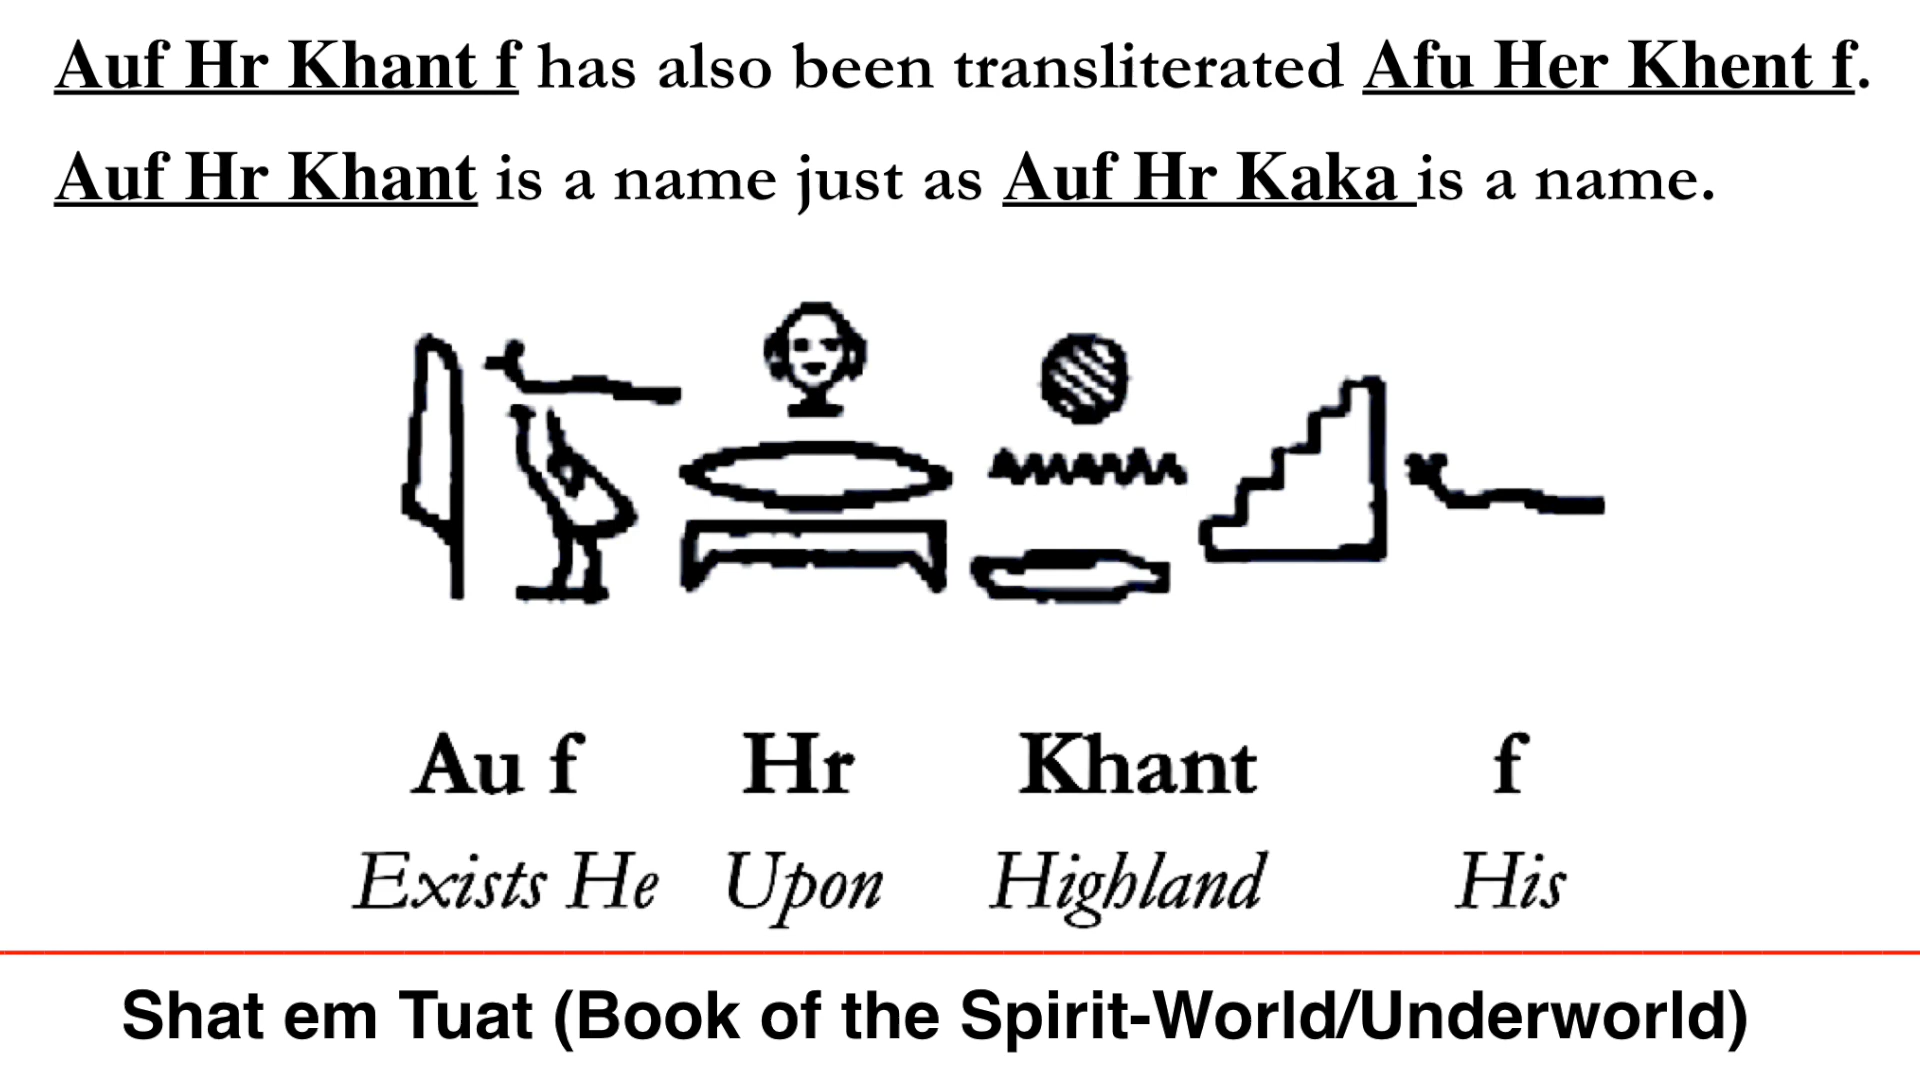 Auf Hr Khant f has also been transliterated Afu Her Khent f.
Auf Hr Khant is a name just as Auf Hr Kaka is a name.
Au f Hr Khant f
Exists He Upon Highland His
Shat em Tuat (Book of the Spirit-World/Underworld)